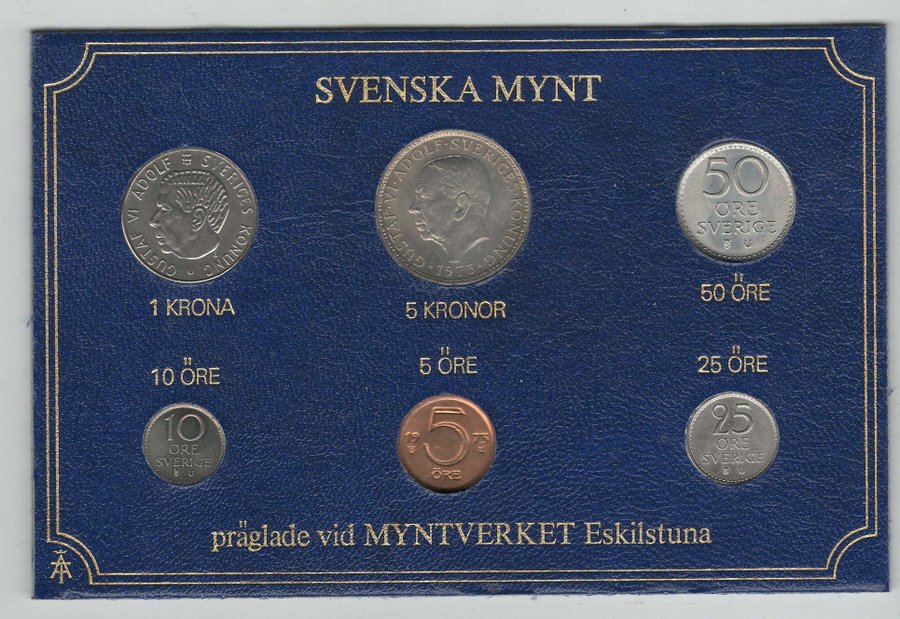 SVENSKA MYNT
GUSTAF VI ADOLF SVERIGES KONUNG
U
1 KRONA
GUSTAF·VI·ADOLF·SVERIGES·KONUNG
·1973·
5 KRONOR
50
ÖRE
SVERIGE
U
50 ÖRE
10 ÖRE
5 ÖRE
25 ÖRE
10
ÖRE
SVERIGE
U
19 5 73
ÖRE
25
ÖRE
SVERIGE
U
präglade vid MYNTVERKET Eskilstuna